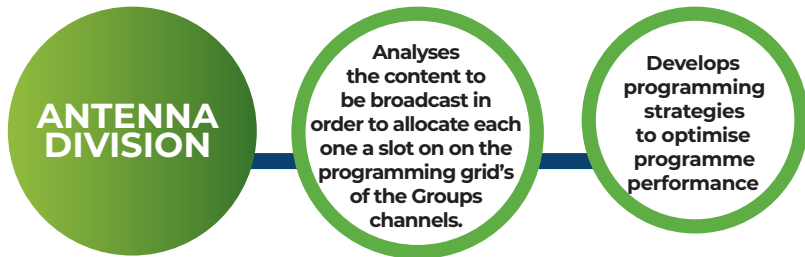 ANTENNA
DIVISION
Analyses
the content to
be broadcast in
order to allocate each
one a slot on on the
programming grid's
of the Groups
channels.
Develops
programming
strategies
to optimise
programme
performance